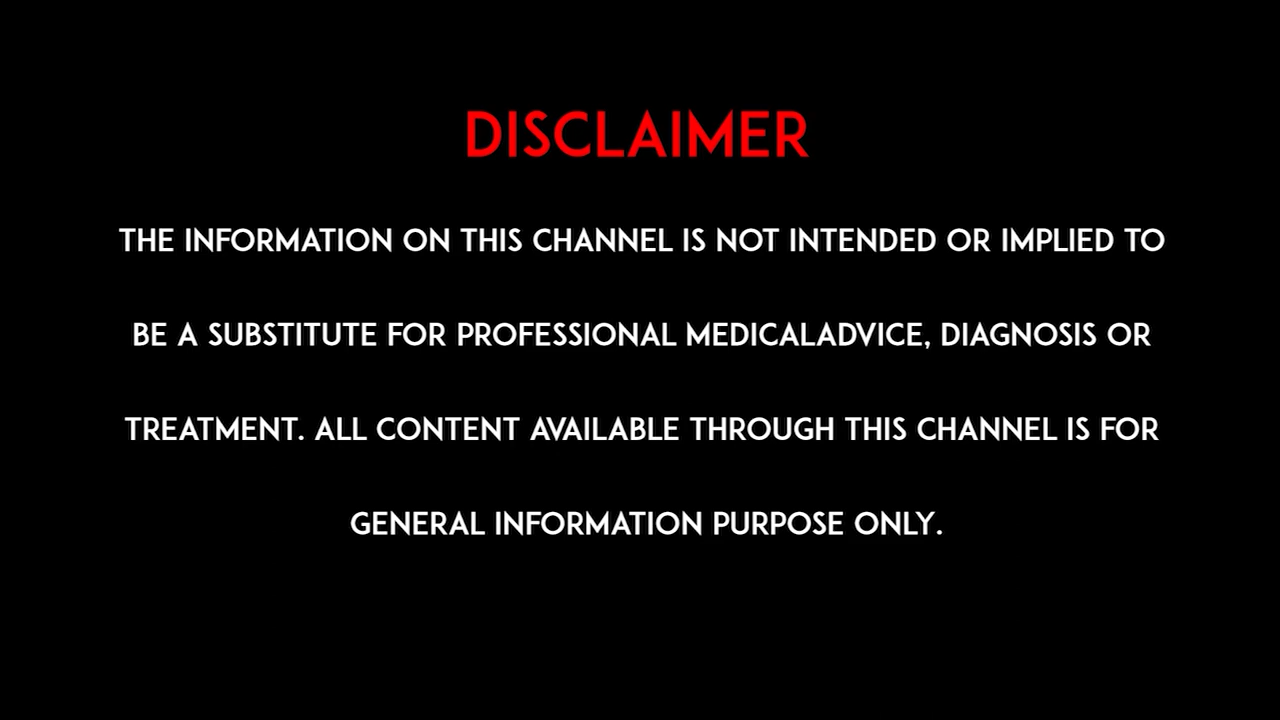 DISCLAIMER
THE INFORMATION ON THIS CHANNEL IS NOT INTENDED OR IMPLIED TO
BE A SUBSTITUTE FOR PROFESSIONAL MEDICALADVICE, DIAGNOSIS OR
TREATMENT. ALL CONTENT AVAILABLE THROUGH THIS CHANNEL IS FOR
GENERAL INFORMATION PURPOSE ONLY.